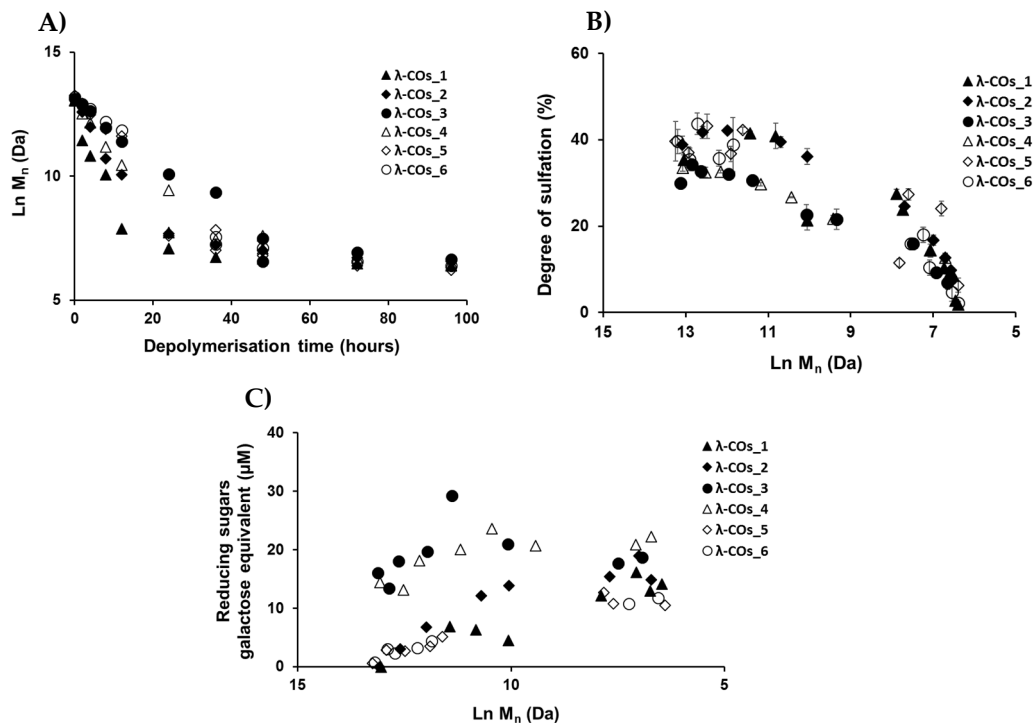 A)
15
10
5
0
20
40
60
80
100
Ln Mn (Da)
Depolymerisation time (hours)
λ-COs_1
λ-COs_2
λ-COs_3
λ-COs_4
λ-COs_5
λ-COs_6
B)
60
40
20
0
15
13
11
9
7
5
Degree of sulfation (%)
Ln Mn (Da)
λ-COs_1
λ-COs_2
λ-COs_3
λ-COs_4
λ-COs_5
λ-COs_6
C)
40
30
20
10
0
15
10
5
Reducing sugars
galactose equivalent (μM)
Ln Mn (Da)
λ-COs_1
λ-COs_2
λ-COs_3
λ-COs_4
λ-COs_5
λ-COs_6